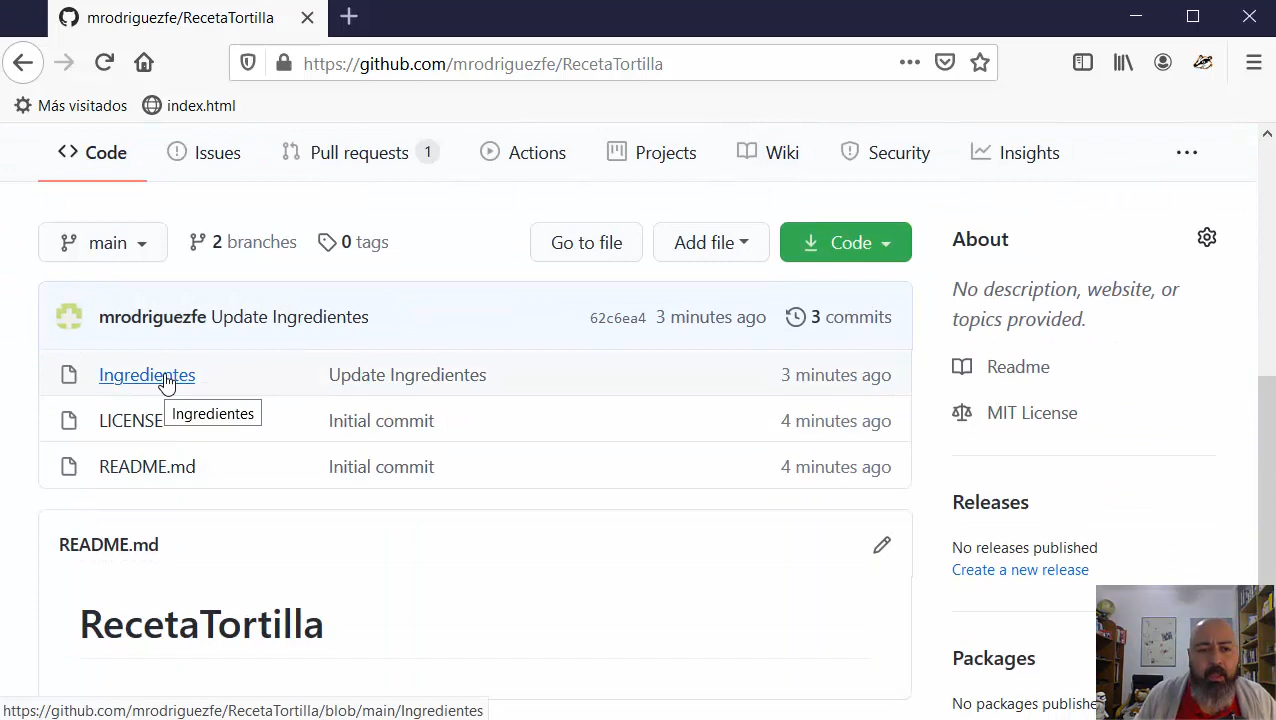 mrodriguezfe/RecetaTortilla
https://github.com/mrodriguezfe/RecetaTortilla
Más visitados index.html
Code Issues Pull requests 1 Actions Projects Wiki Security Insights
main 2 branches 0 tags Go to file Add file Code
mrodriguezfe Update Ingredientes 62c6ea4 3 minutes ago 3 commits
Ingredientes Update Ingredientes 3 minutes ago
Ingredientes
LICENSE Initial commit 4 minutes ago
README.md Initial commit 4 minutes ago
README.md
RecetaTortilla
About
No description, website, or
topics provided.
Readme
MIT License
Releases
No releases published
Create a new release
Packages
No packages publishe
https://github.com/mrodriguezfe/RecetaTortilla/blob/main/Ingredientes